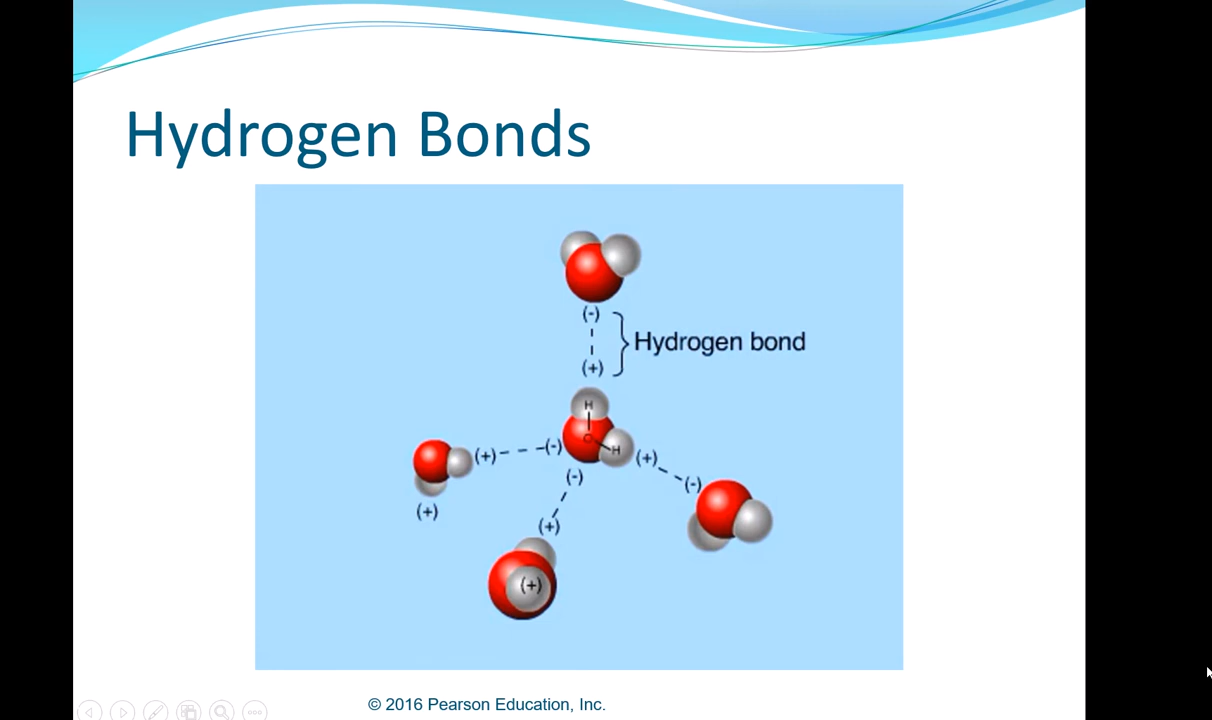 Hydrogen Bonds
(-)
Hydrogen bond
(+)
H
O
H
(+)
(-)
(+)
(-)
(-)
(+)
(+)
(+)
© 2016 Pearson Education, Inc.